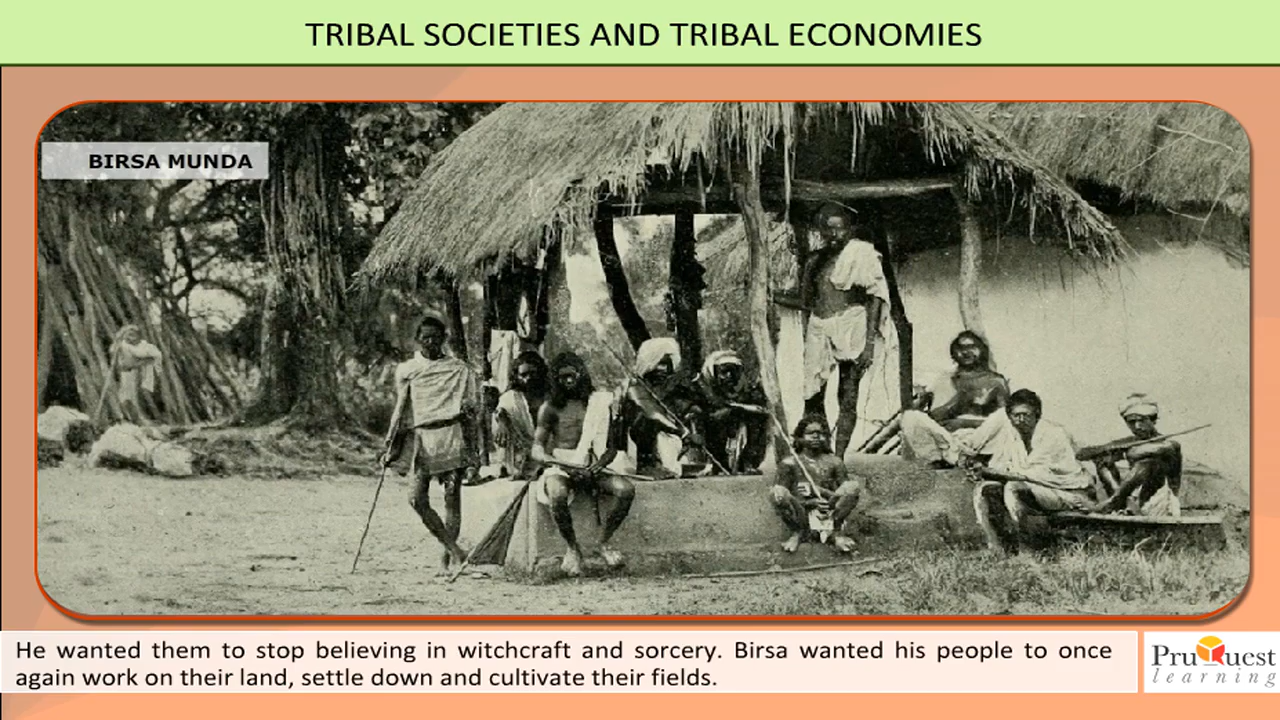 TRIBAL SOCIETIES AND TRIBAL ECONOMIES
BIRSA MUNDA
He wanted them to stop believing in witchcraft and sorcery. Birsa wanted his people to once
again work on their land, settle down and cultivate their fields.
PruQuest
learning